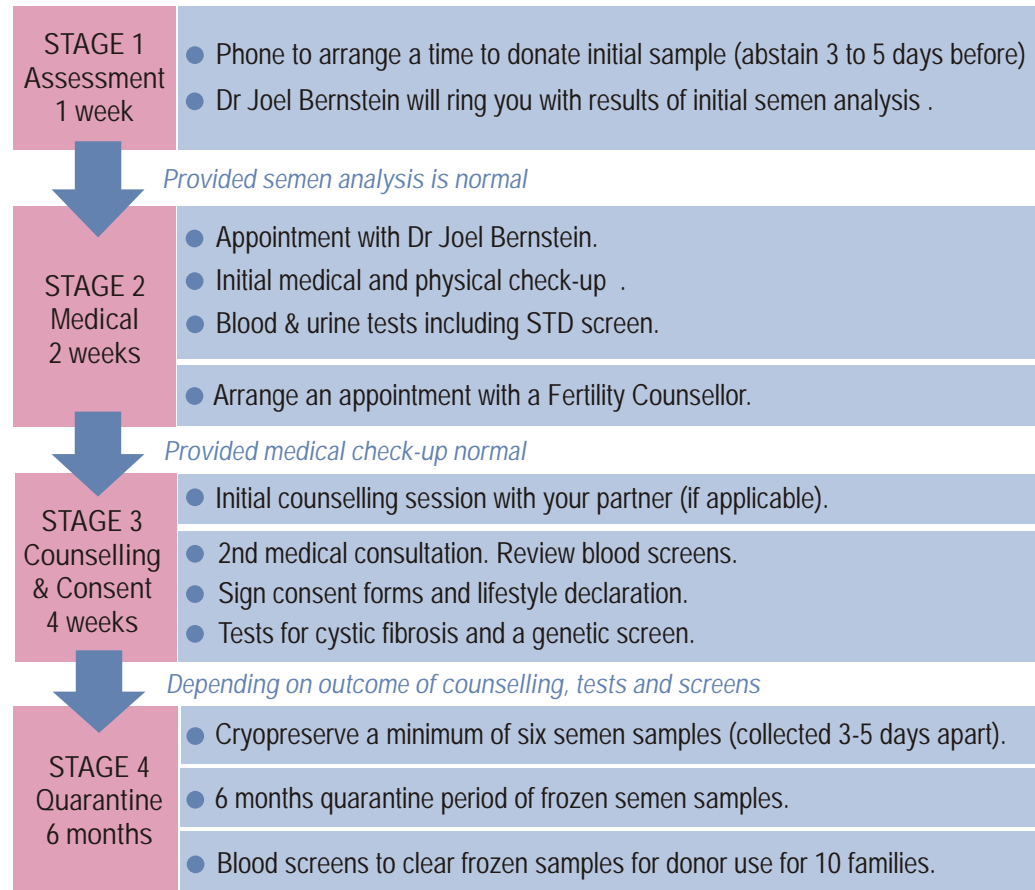 STAGE 1
Assessment
1 week
● Phone to arrange a time to donate initial sample (abstain 3 to 5 days before)
● Dr Joel Bernstein will ring you with results of initial semen analysis .
Provided semen analysis is normal
STAGE 2
Medical
2 weeks
● Appointment with Dr Joel Bernstein.
● Initial medical and physical check-up .
● Blood & urine tests including STD screen.
● Arrange an appointment with a Fertility Counsellor.
Provided medical check-up normal
STAGE 3
Counselling
& Consent
4 weeks
● Initial counselling session with your partner (if applicable).
● 2nd medical consultation. Review blood screens.
● Sign consent forms and lifestyle declaration.
● Tests for cystic fibrosis and a genetic screen.
Depending on outcome of counselling, tests and screens
STAGE 4
Quarantine
6 months
● Cryopreserve a minimum of six semen samples (collected 3-5 days apart).
● 6 months quarantine period of frozen semen samples.
● Blood screens to clear frozen samples for donor use for 10 families.